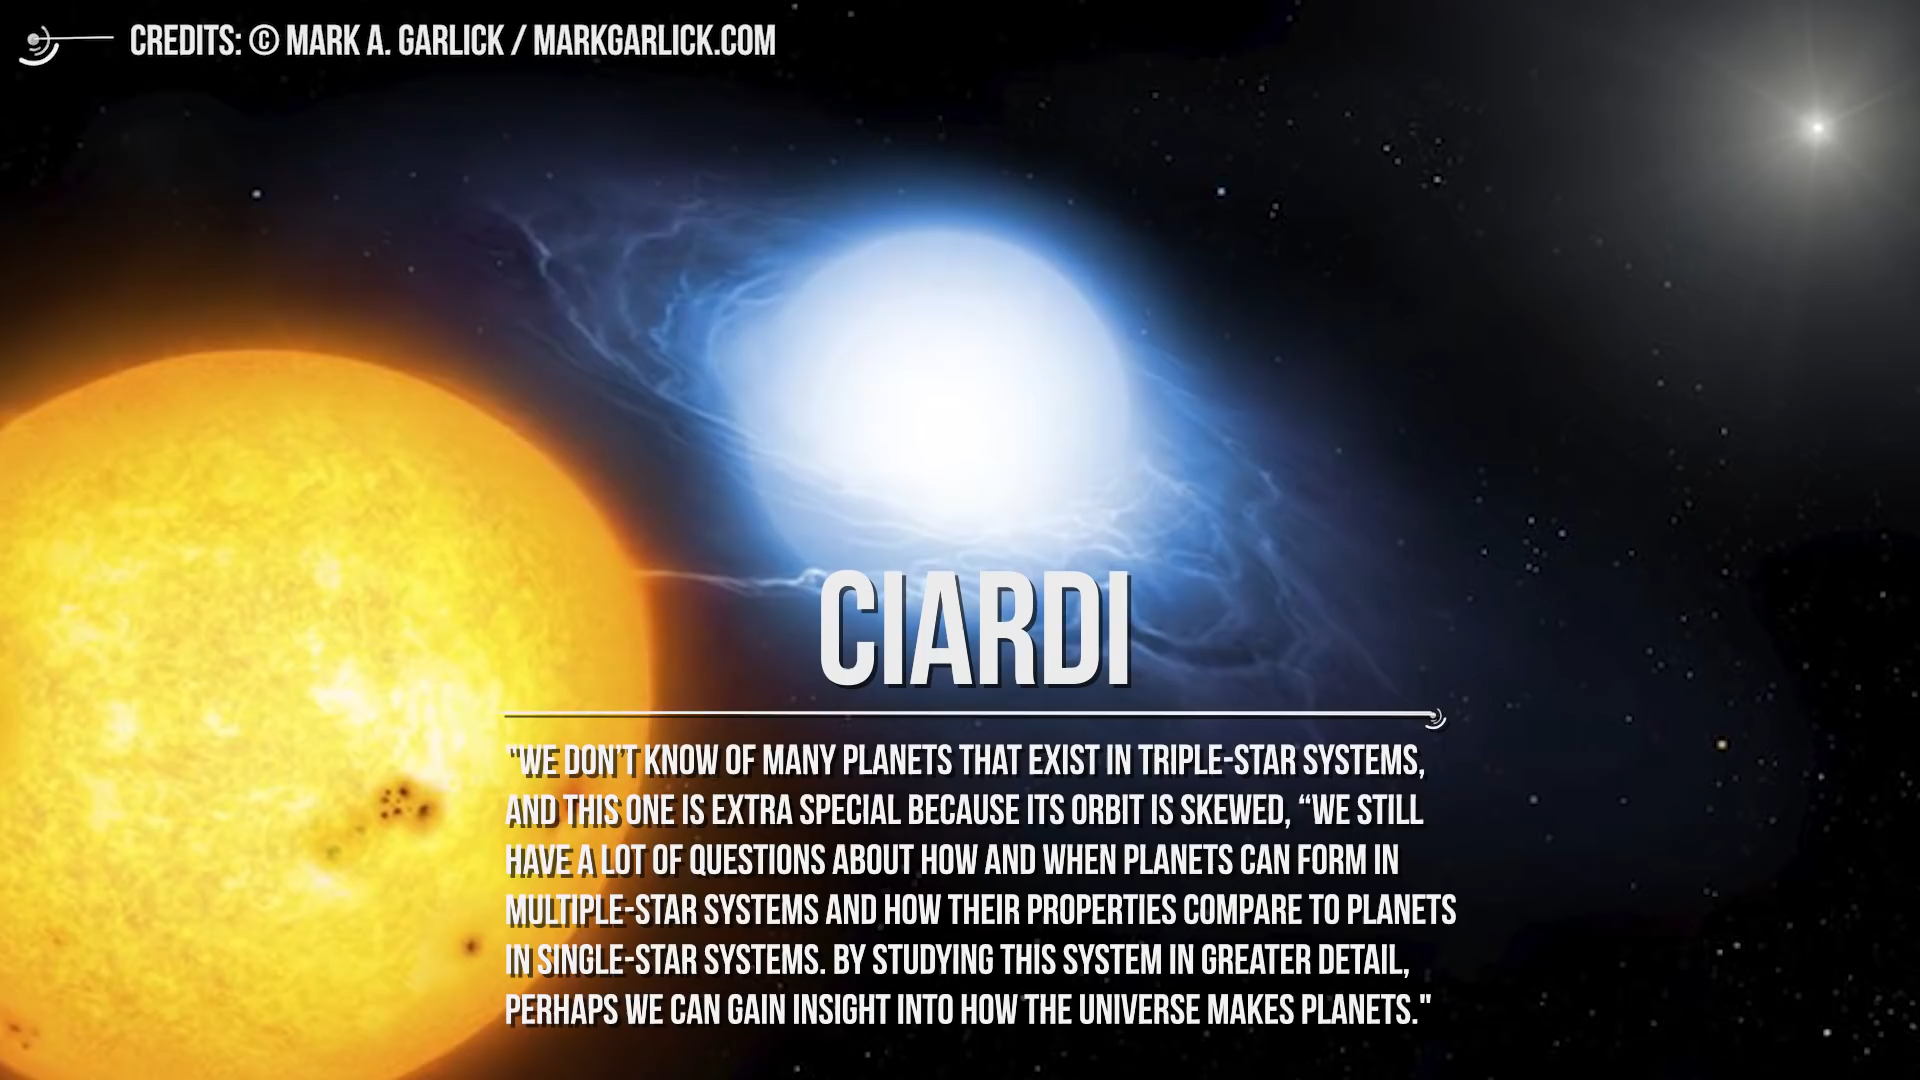 CREDITS: © MARK A. GARLICK / MARKGARLICK.COM
CIARDI
"WE DON'T KNOW OF MANY PLANETS THAT EXIST IN TRIPLE-STAR SYSTEMS,
AND THIS ONE IS EXTRA SPECIAL BECAUSE ITS ORBIT IS SKEWED, “WE STILL
HAVE A LOT OF QUESTIONS ABOUT HOW AND WHEN PLANETS CAN FORM IN
MULTIPLE-STAR SYSTEMS AND HOW THEIR PROPERTIES COMPARE TO PLANETS
IN SINGLE-STAR SYSTEMS. BY STUDYING THIS SYSTEM IN GREATER DETAIL,
PERHAPS WE CAN GAIN INSIGHT INTO HOW THE UNIVERSE MAKES PLANETS."